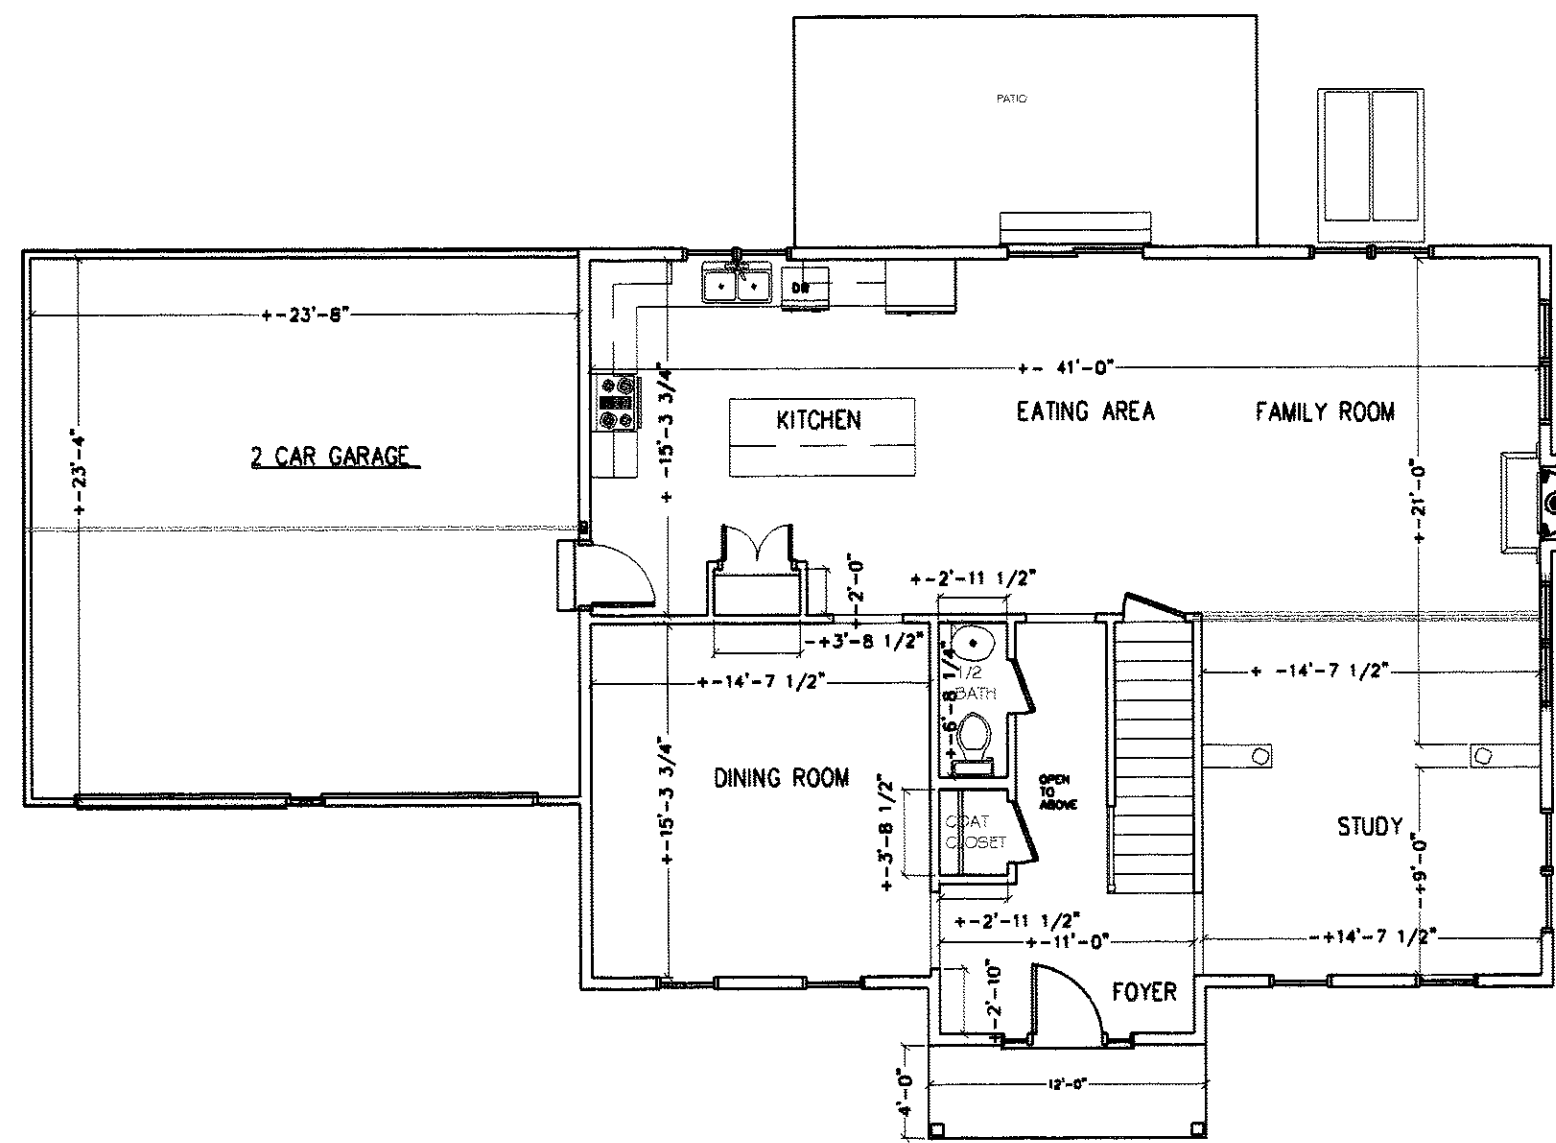 PATIO
+-23'-8"
DW
+- 41'-0"
+ -15'-3 3/4"
KITCHEN
EATING AREA
FAMILY ROOM
+-23'-4"
2 CAR GARAGE
+-21'-0"
+-2'-0"
+-2'-11 1/2"
-+3'-8 1/2"
+-14'-7 1/2"
+-6'-8 1/4"
1/2
BATH
+ -14'-7 1/2"
+-15'-3 3/4"
DINING ROOM
OPEN
TO
ABOVE
+-3'-8 1/2"
COAT
CLOSET
STUDY
-+9'-0"
+-2'-11 1/2"
+-11'-0"
-+14'-7 1/2"
+-2'-10"
FOYER
4'-0"
12'-0"